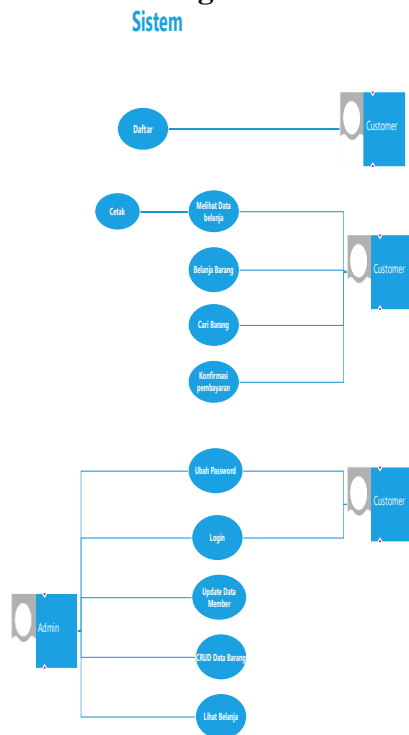 Sistem
Daftar
Customer
Cetak
Melihat Data
belanja
Belanja Barang
Customer
Cari Barang
Konfirmasi
pembayaran
Ubah Password
Customer
Login
Update Data
Member
Admin
CRUD Data Barang
Lihat Belanja